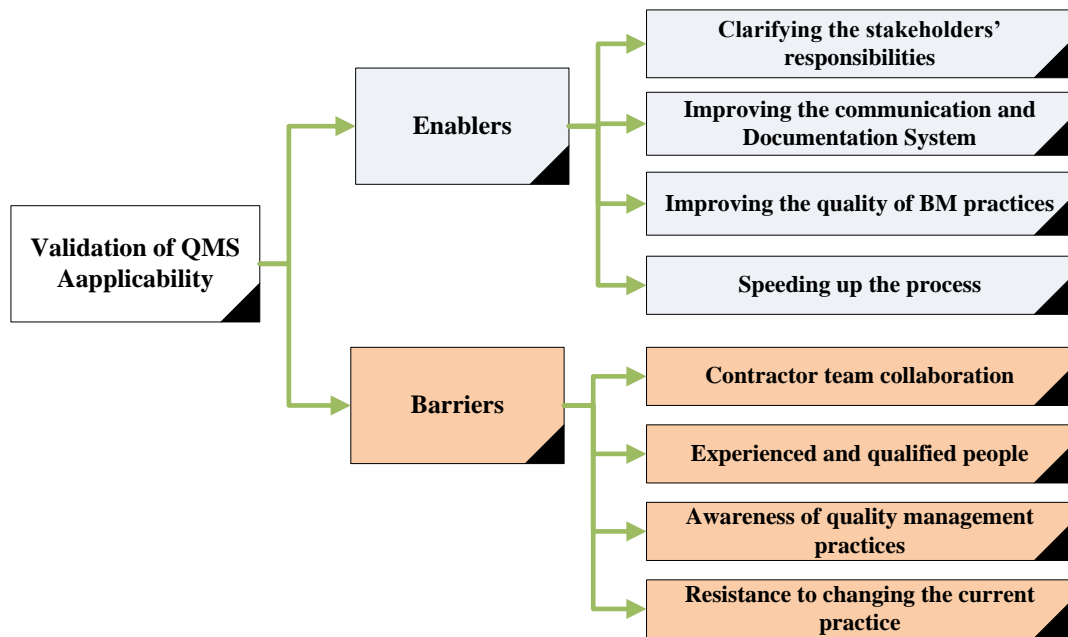 Clarifying the stakeholders’
responsibilities
Enablers
Improving the communication and
Documentation System
Improving the quality of BM practices
Validation of QMS
Aapplicability
Speeding up the process
Contractor team collaboration
Barriers
Experienced and qualified people
Awareness of quality management
practices
Resistance to changing the current
practice